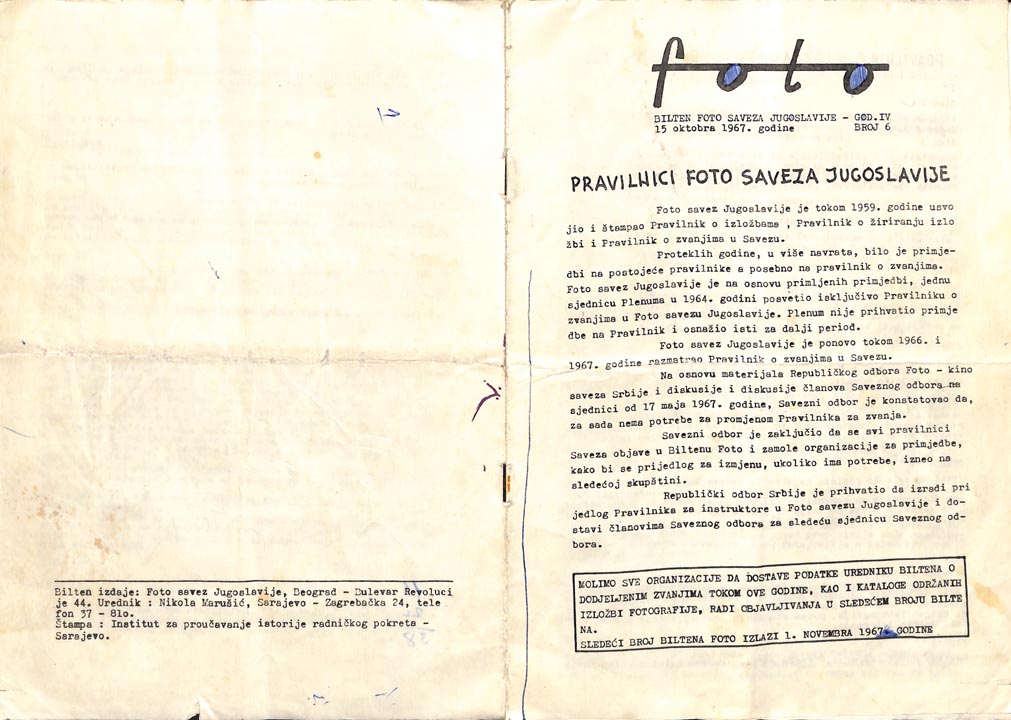 Bilten izdaje: Foto savez Jugoslavije, Beograd - Bulevar Revoluci
je 44. Urednik : Nikola Marušić, Sarajevo - Zagrebačka 24, tele
fon 37 - 81o.
Štampa : Institut za proučavanje istorije radničkog pokreta -
Sarajevo.
foto
BILTEN FOTO SAVEZA JUGOSLAVIJE - GOD.IV
15 oktobra 1967. godine BROJ 6
PRAVILNICI FOTO SAVEZA JUGOSLAVIJE
Foto savez Jugoslavije je tokom 1959. godine usvo
jio i štampao Pravilnik o izložbama , Pravilnik o žiriranju izlo
žbi i Pravilnik o zvanjima u Savezu.
Proteklih godine, u više navrata, bilo je primje-
dbi na postojeće pravilnike a posebno na pravilnik o zvanjima.
Foto savez Jugoslavije je na osnovu primljenih primjedbi, jednu
sjednicu Plenuma u 1964. godini posvetio isključivo Pravilniku o
zvanjima u Foto savezu Jugoslavije. Plenum nije prihvatio primje
dbe na Pravilnik i osnažio isti za dalji period.
Foto savez Jugoslavije je ponovo tokom 1966. i
1967. godine razmatrao Pravilnik o zvanjima u Savezu.
Na osnovu materijala Republičkog odbora Foto - kino
saveza Srbije i diskusije i diskusije članova Saveznog odbora na
sjednici od 17 maja 1967. godine, Savezni odbor je konstatovao da,
za sada nema potrebe za promjenom Pravilnika za zvanja.
Savezni odbor je zaključio da se svi pravilnici
Saveza objave u Biltenu Foto i zamole organizacije za primjedbe,
kako bi se prijedlog za izmjenu, ukoliko ima potrebe, izneo na
sledećoj skupštini.
Republički odbor Srbije je prihvatio da izradi pri
jedlog Pravilnika za instruktore u Foto savezu Jugoslavije i do-
stavi članovima Saveznog odbora za sledeću sjednicu Saveznog od-
bora.
MOLIMO SVE ORGANIZACIJE DA DOSTAVE PODATKE UREDNIKU BILTENA O
DODJELJENIM ZVANJIMA TOKOM OVE GODINE, KAO I KATALOGE ODRŽANIH
IZLOŽBI FOTOGRAFIJE, RADI OBJAVLJIVANJA U SLEDEĆEM BROJU BILTE
NA.
SLEDEĆI BROJ BILTENA FOTO IZLAZI 1. NOVEMBRA 1967. GODINE